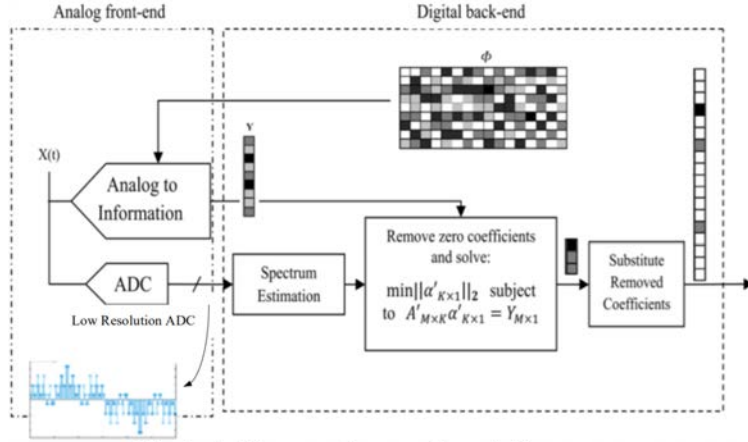 Analog front-end
Digital back-end
Φ
Y
X(t)
Analog to
Information
ADC
Low Resolution ADC
Spectrum
Estimation
Remove zero coefficients
and solve:
min||α′K×1||₂ subject
to A′M×Kα′K×1 = YM×1
Substitute
Removed
Coefficients